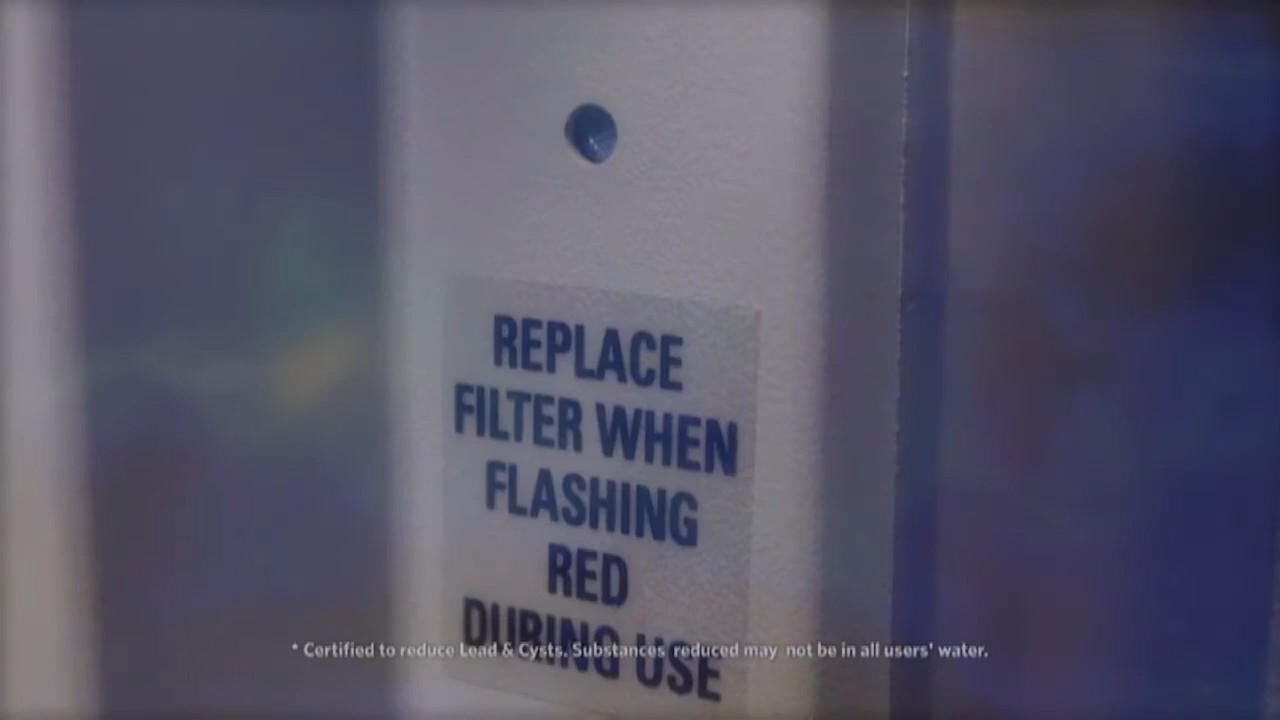 REPLACE
FILTER WHEN
FLASHING
RED
DURING USE
* Certified to reduce Lead & Cysts. Substances reduced may not be in all users' water.